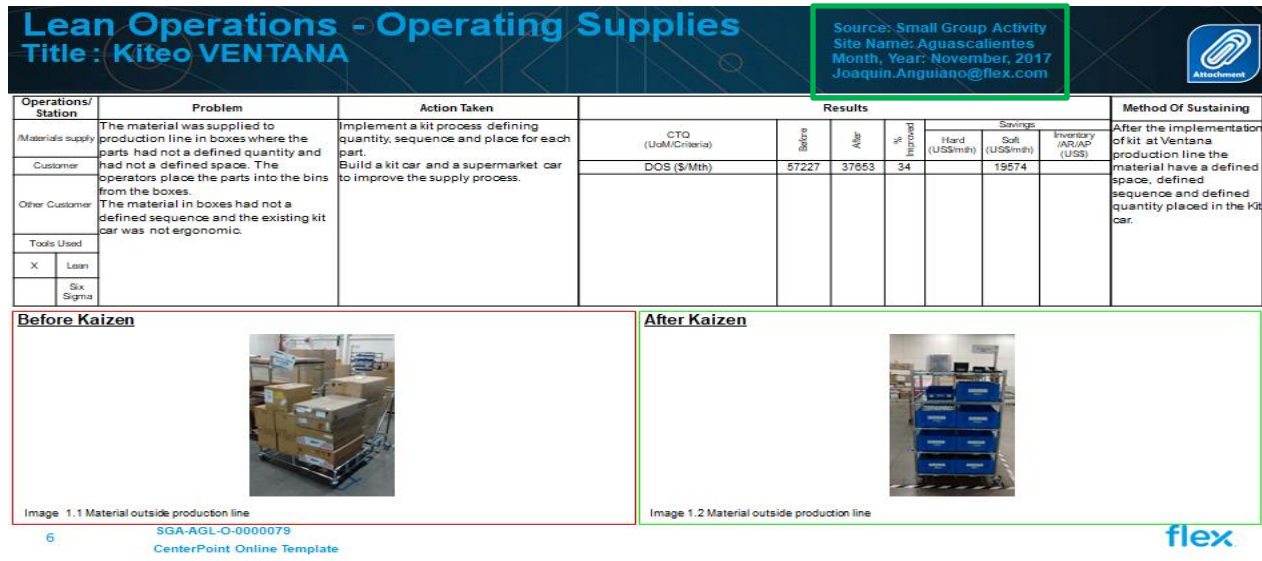 Lean Operations - Operating Supplies
Title : Kiteo VENTANA
Source: Small Group Activity
Site Name: Aguascalientes
Month, Year: November, 2017
Joaquin.Anguiano@flex.com
Attachment
Operations/
Station
Problem
Action Taken
Results
Method Of Sustaining
/Materials supply
Customer
Other Customer
Tools Used
X Lean
Six
Sigma
The material was supplied to
production line in boxes where the
parts had not a defined quantity and
had not a defined space. The
operators place the parts into the bins
from the boxes.
The material in boxes had not a
defined sequence and the existing kit
car was not ergonomic.
Implement a kit process defining
quantity, sequence and place for each
part.
Build a kit car and a supermarket car
to improve the supply process.
CTQ
(UoM/Criteria)
Before
After
%
Improved
Savings
Hard
(US$/mth)
Soft
(US$/mth)
Inventory
/AR/AP
(US$)
DOS ($/Mth) 57227 37653 34 19574
After the implementation
of kit at Ventana
production line the
material have a defined
space, defined
sequence and defined
quantity placed in the Kit
car.
Before Kaizen
Image 1.1 Material outside production line
After Kaizen
Image 1.2 Material outside production line
6
SGA-AGL-O-0000079
CenterPoint Online Template
flex